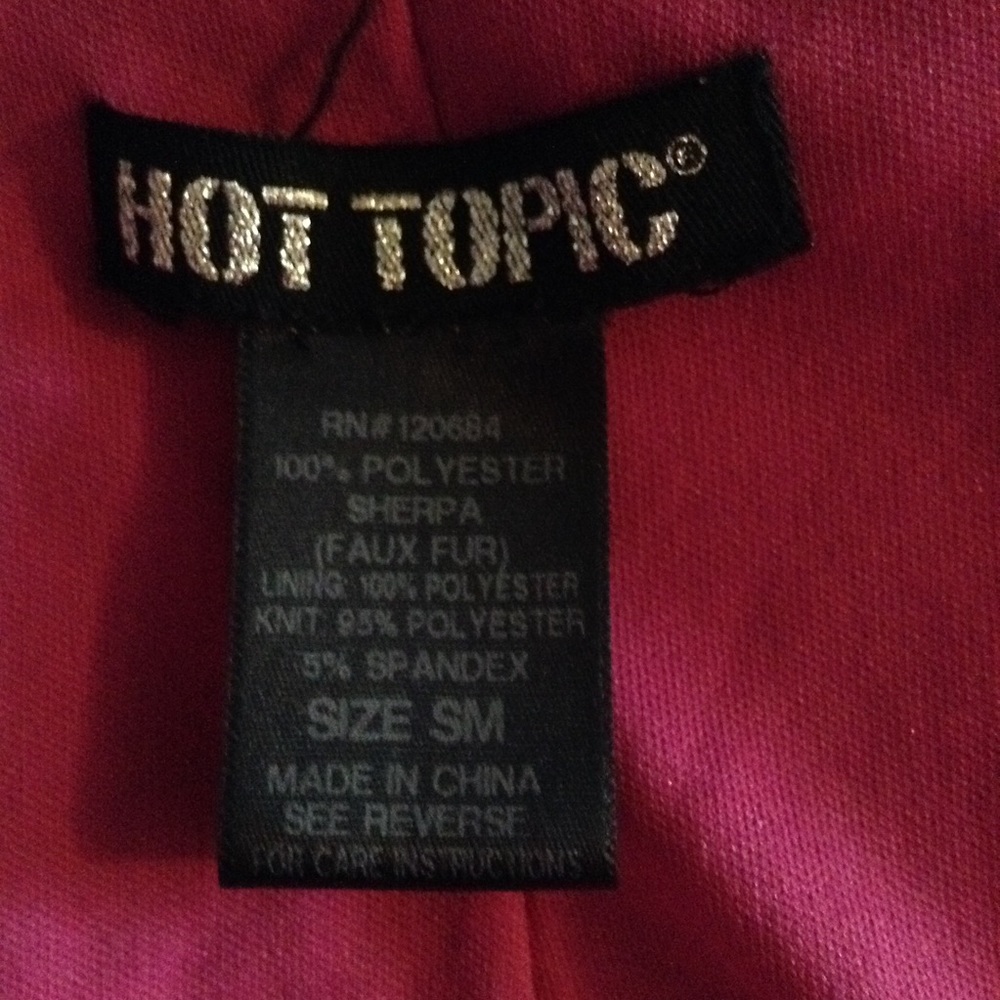 HOT TOPIC®
RN#120684
100% POLYESTER
SHERPA
(FAUX FUR)
LINING: 100% POLYESTER
KNIT: 95% POLYESTER
5% SPANDEX
SIZE SM
MADE IN CHINA
SEE REVERSE
FOR CARE INSTRUCTIONS